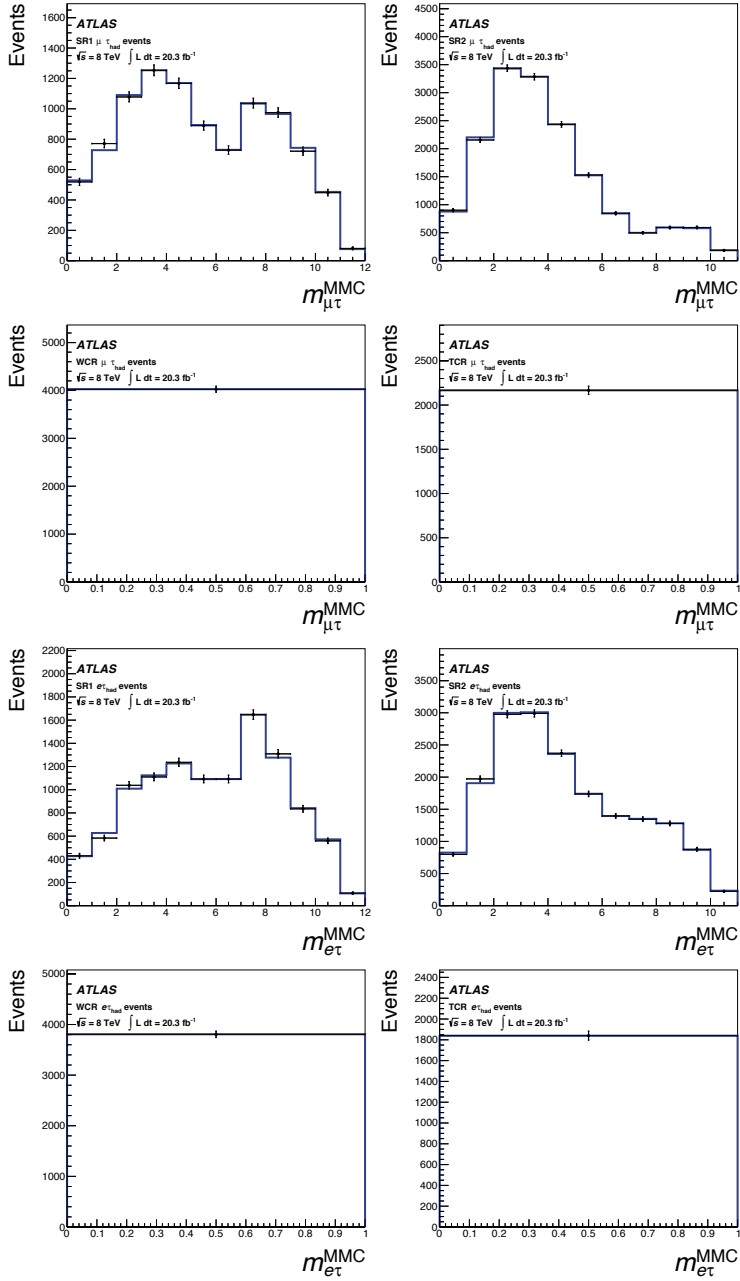 Events
1600
1400
1200
1000
800
600
400
200
0
ATLAS
SR1 μ τhad events
√s = 8 TeV ∫ L dt = 20.3 fb-1
0 2 4 6 8 10 12
mμτMMC
Events
4500
4000
3500
3000
2500
2000
1500
1000
500
0
ATLAS
SR2 μ τhad events
√s = 8 TeV ∫ L dt = 20.3 fb-1
0 2 4 6 8 10
mμτMMC
Events
5000
4000
3000
2000
1000
0
ATLAS
WCR μ τhad events
√s = 8 TeV ∫ L dt = 20.3 fb-1
0 0.1 0.2 0.3 0.4 0.5 0.6 0.7 0.8 0.9 1
mμτMMC
Events
2500
2000
1500
1000
500
0
ATLAS
TCR μ τhad events
√s = 8 TeV ∫ L dt = 20.3 fb-1
0 0.1 0.2 0.3 0.4 0.5 0.6 0.7 0.8 0.9 1
mμτMMC
Events
2200
2000
1800
1600
1400
1200
1000
800
600
400
200
0
ATLAS
SR1 eτhad events
√s = 8 TeV ∫ L dt = 20.3 fb-1
0 2 4 6 8 10 12
meτMMC
Events
3500
3000
2500
2000
1500
1000
500
0
ATLAS
SR2 eτhad events
√s = 8 TeV ∫ L dt = 20.3 fb-1
0 2 4 6 8 10
meτMMC
Events
5000
4000
3000
2000
1000
0
ATLAS
WCR eτhad events
√s = 8 TeV ∫ L dt = 20.3 fb-1
0 0.1 0.2 0.3 0.4 0.5 0.6 0.7 0.8 0.9 1
meτMMC
Events
2400
2200
2000
1800
1600
1400
1200
1000
800
600
400
200
0
ATLAS
TCR eτhad events
√s = 8 TeV ∫ L dt = 20.3 fb-1
0 0.1 0.2 0.3 0.4 0.5 0.6 0.7 0.8 0.9 1
meτMMC